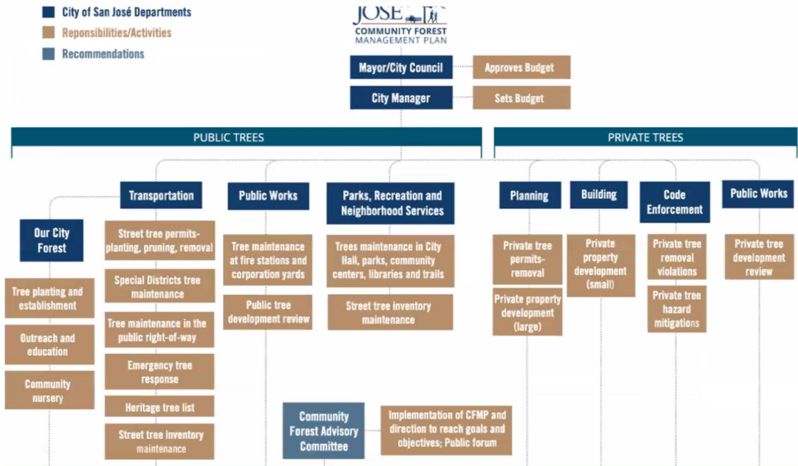 City of San José Departments
Reponsibilities/Activities
Recommendations
JOSÉ
COMMUNITY FOREST
MANAGEMENT PLAN
Mayor/City Council
Approves Budget
City Manager
Sets Budget
PUBLIC TREES
PRIVATE TREES
Our City
Forest
Tree planting and
establishment
Outreach and
education
Community
nursery
Transportation
Street tree permits-
planting, pruning, removal
Special Districts tree
maintenance
Tree maintenance in the
public right-of-way
Emergency tree
response
Heritage tree list
Street tree Inventory
maintenance
Public Works
Tree maintenance
at fire stations and
corporation yards
Public tree
development review
Parks, Recreation and
Neighborhood Services
Trees maintenance in City
Hall, parks, community
centers, libraries and trails
Street tree inventory
maintenance
Community
Forest Advisory
Committee
Implementation of CFMP and
direction to reach goals and
objectives; Public forum
Planning
Private tree
permits-
removal
Private property
development
(large)
Building
Private
property
development
(small)
Code
Enforcement
Private tree
removal
violations
Private tree
hazard
mitigations
Public Works
Private tree
development
review